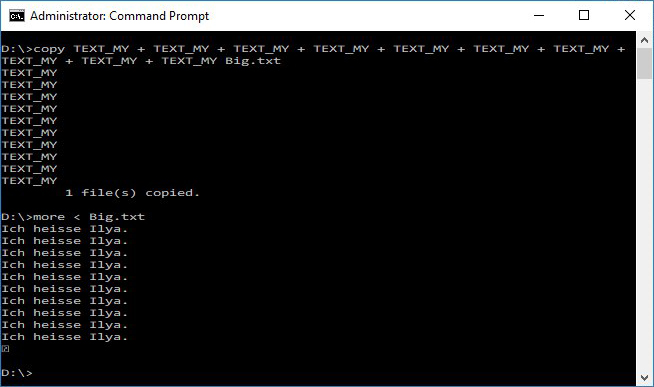 Administrator: Command Prompt
D:\>copy TEXT_MY + TEXT_MY + TEXT_MY + TEXT_MY + TEXT_MY + TEXT_MY + TEXT_MY +
TEXT_MY + TEXT_MY + TEXT_MY Big.txt
TEXT_MY
TEXT_MY
TEXT_MY
TEXT_MY
TEXT_MY
TEXT_MY
TEXT_MY
TEXT_MY
TEXT_MY
TEXT_MY
1 file(s) copied.
D:\>more < Big.txt
Ich heisse Ilya.
Ich heisse Ilya.
Ich heisse Ilya.
Ich heisse Ilya.
Ich heisse Ilya.
Ich heisse Ilya.
Ich heisse Ilya.
Ich heisse Ilya.
Ich heisse Ilya.
Ich heisse Ilya.
D:\>